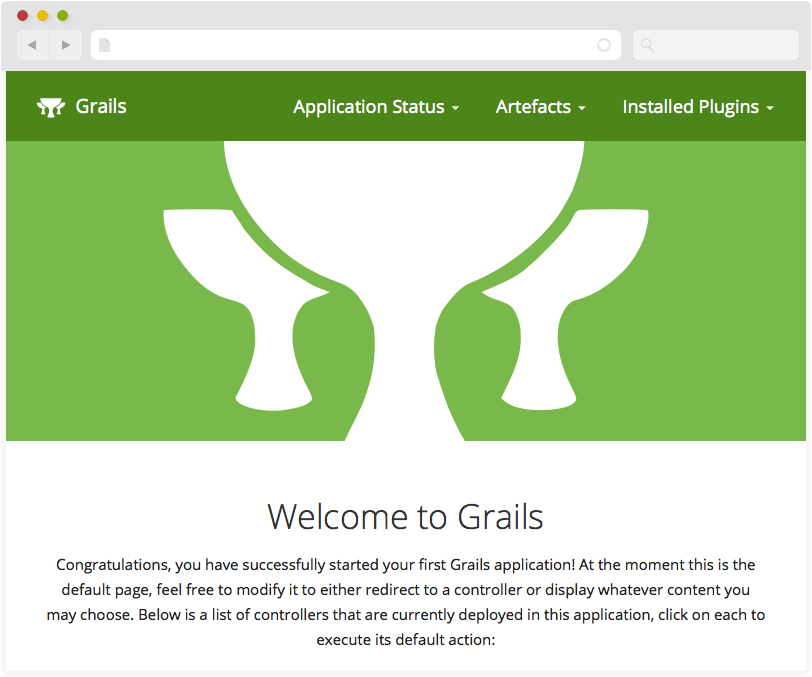 Grails
Application Status
Artefacts
Installed Plugins
Welcome to Grails
Congratulations, you have successfully started your first Grails application! At the moment this is the
default page, feel free to modify it to either redirect to a controller or display whatever content you
may choose. Below is a list of controllers that are currently deployed in this application, click on each to
execute its default action: